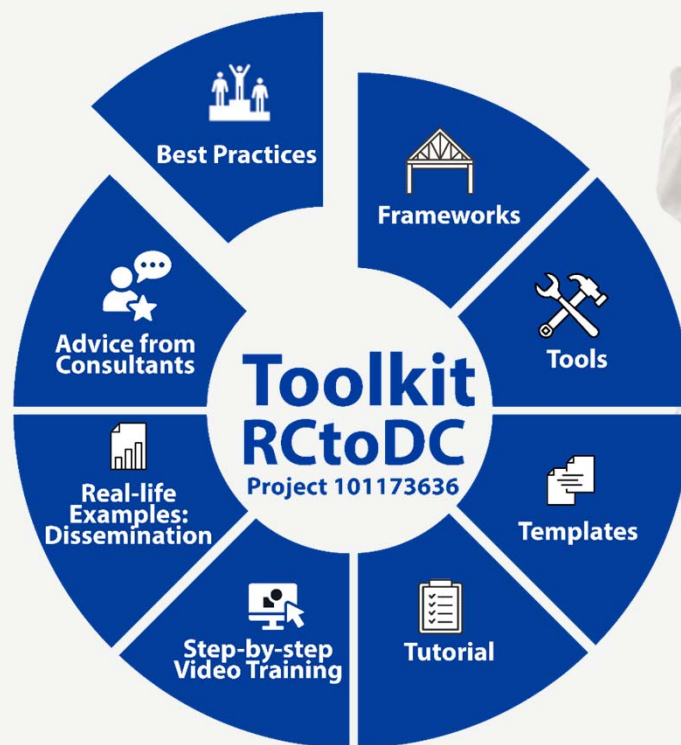 Best Practices
Frameworks
Tools
Templates
Tutorial
Step-by-step
Video Training
Real-life
Examples:
Dissemination
Advice from
Consultants
Toolkit
RCtoDC
Project 101173636